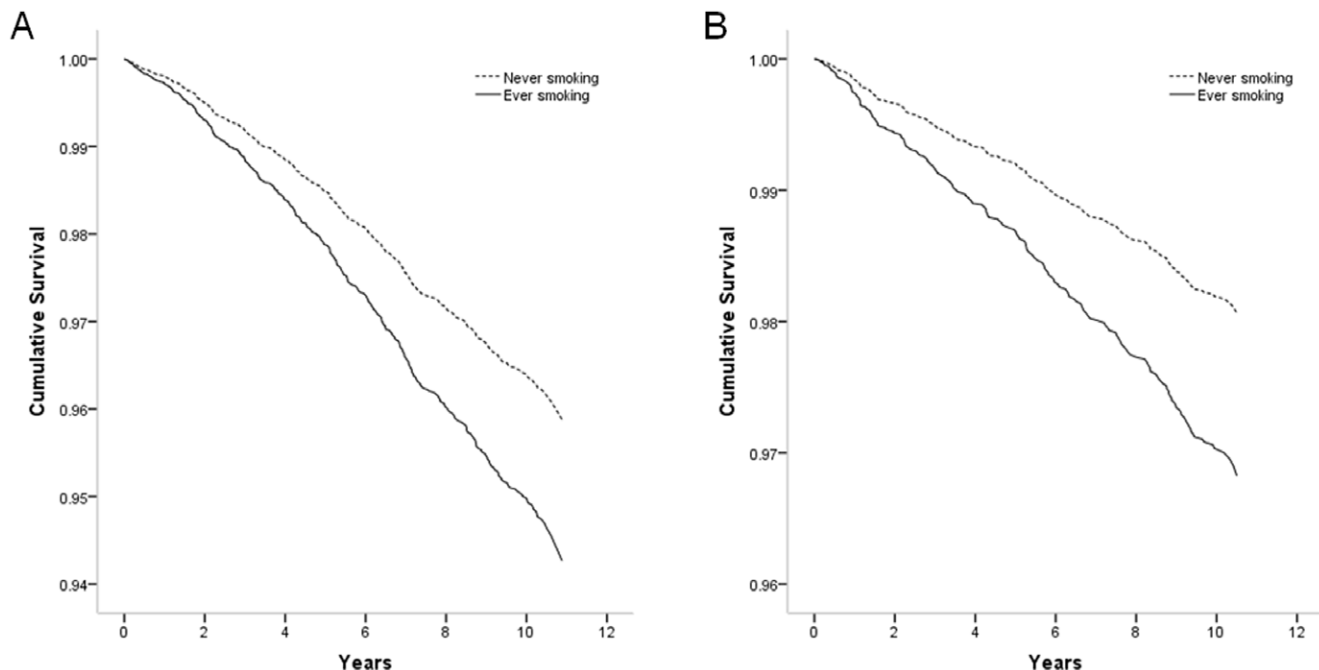 A
Never smoking
Ever smoking
1.00
0.99
0.98
0.97
0.96
0.95
0.94
Cumulative Survival
0
2
4
6
8
10
12
Years
B
Never smoking
Ever smoking
1.00
0.99
0.98
0.97
0.96
Cumulative Survival
0
2
4
6
8
10
12
Years